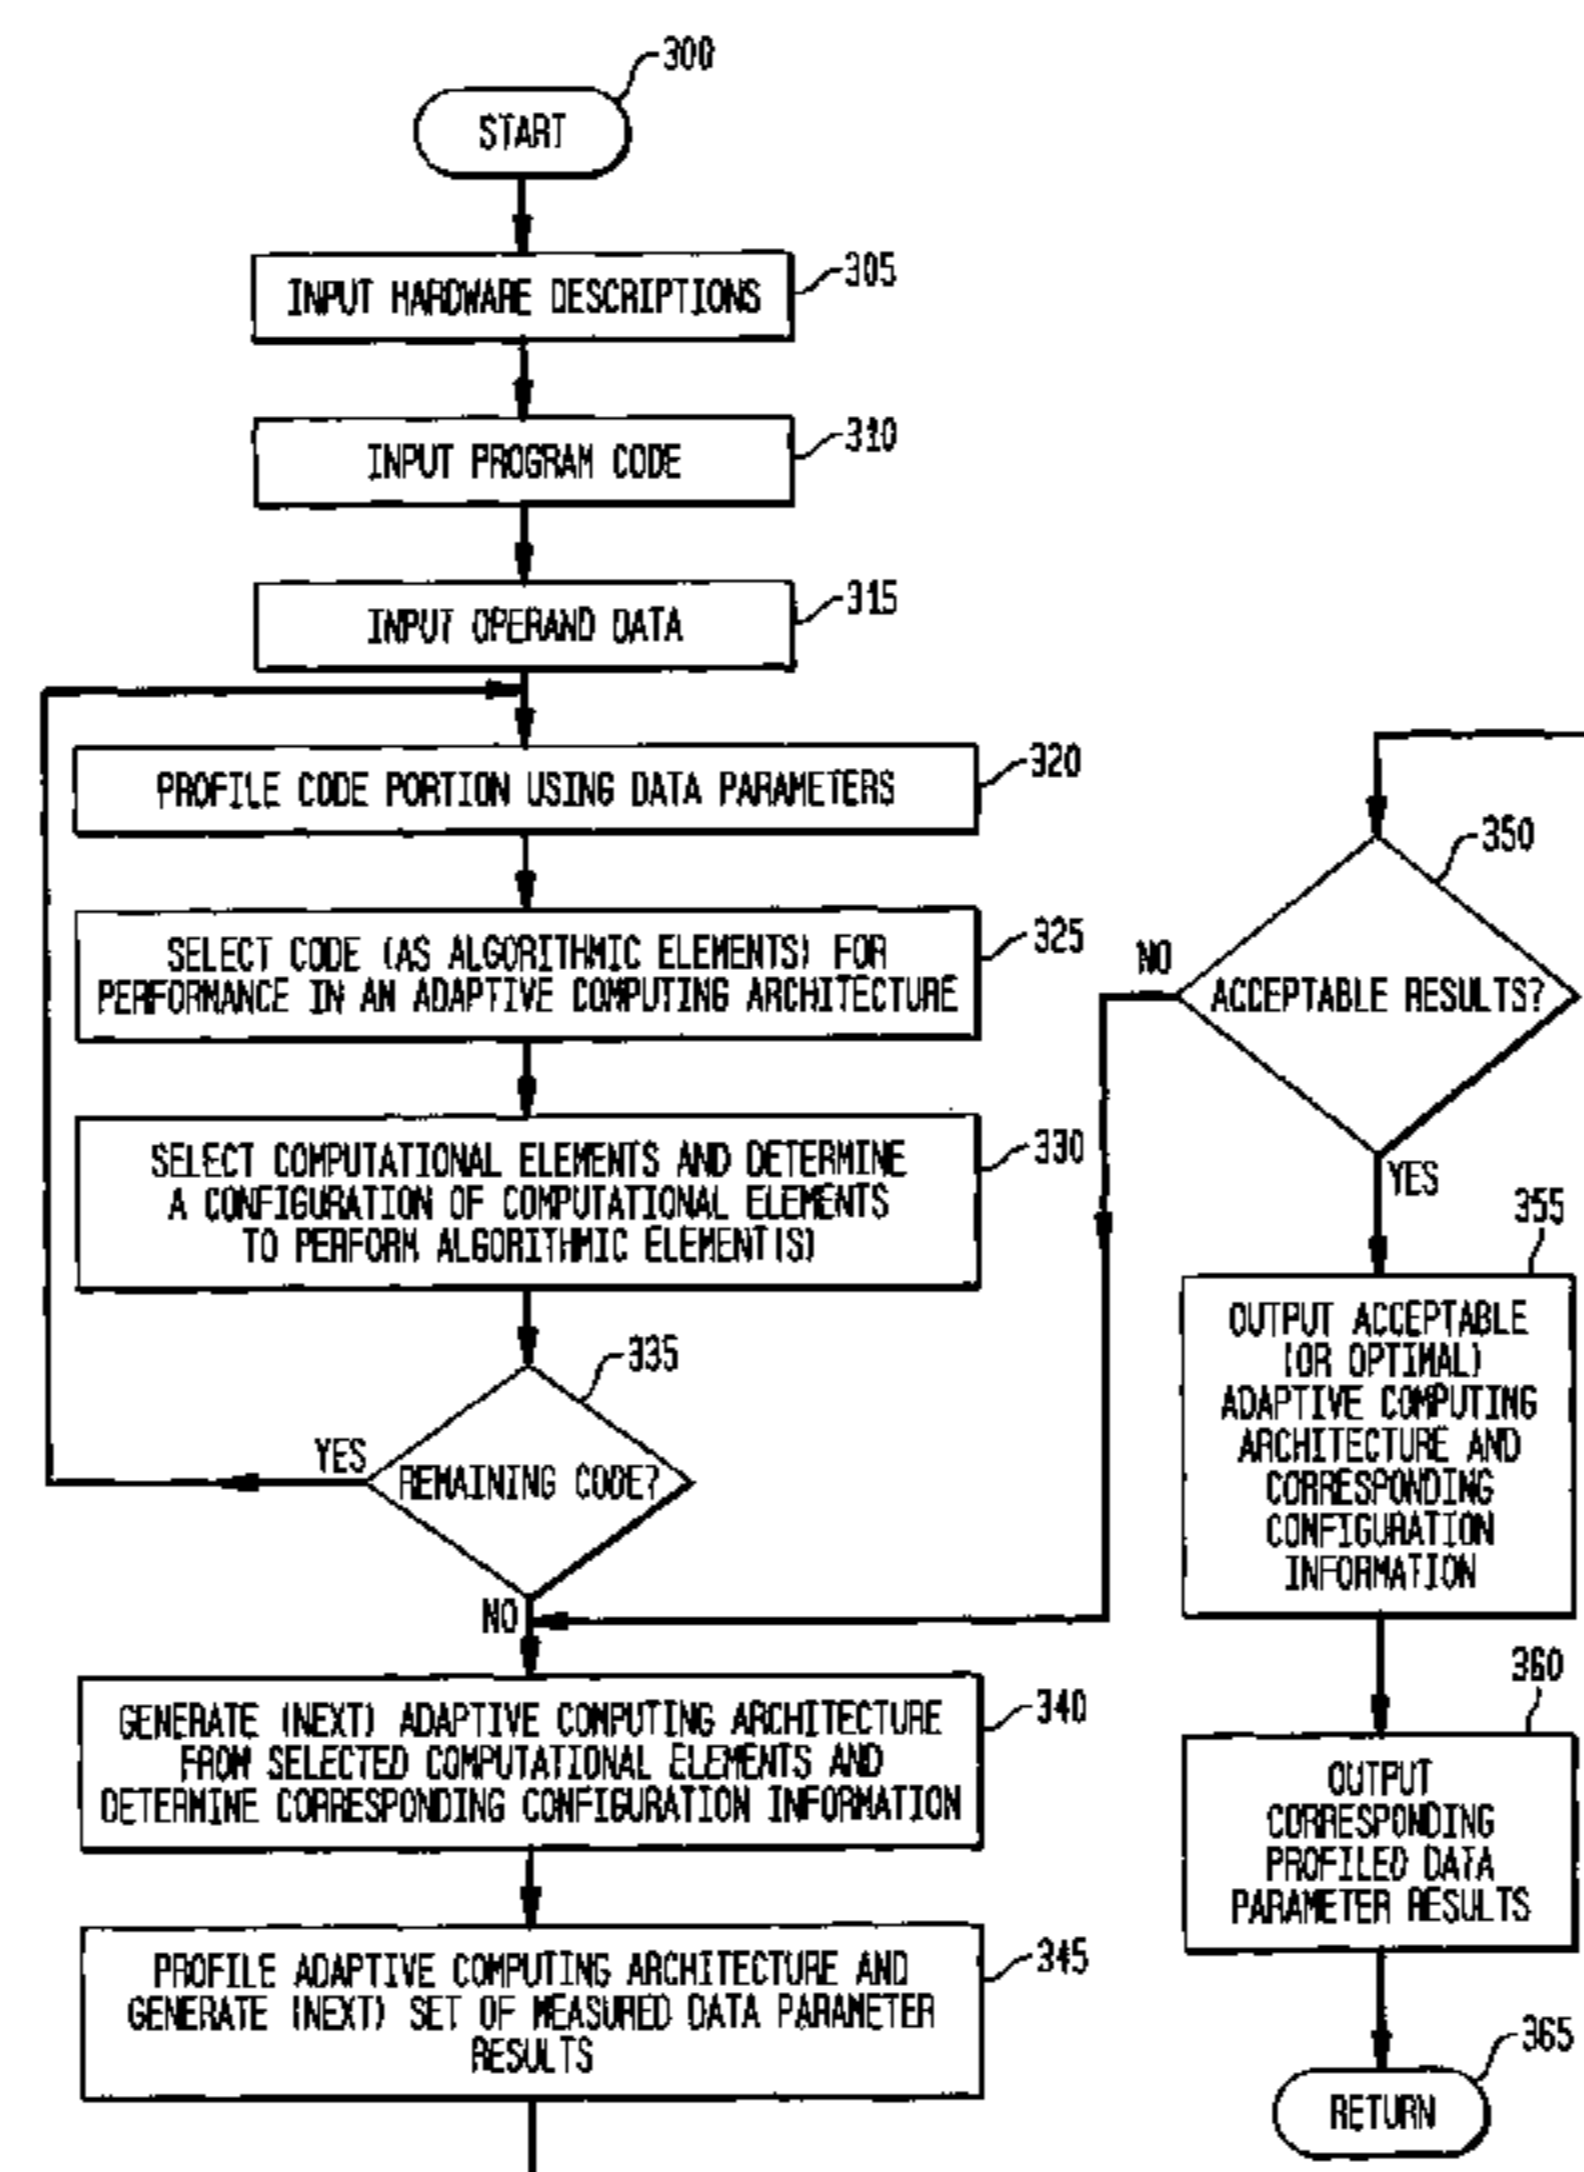 300
START
305
INPUT HARDWARE DESCRIPTIONS
310
INPUT PROGRAM CODE
315
INPUT OPERAND DATA
320
PROFILE CODE PORTION USING DATA PARAMETERS
325
SELECT CODE (AS ALGORITHMIC ELEMENTS) FOR
PERFORMANCE IN AN ADAPTIVE COMPUTING ARCHITECTURE
330
SELECT COMPUTATIONAL ELEMENTS AND DETERMINE
A CONFIGURATION OF COMPUTATIONAL ELEMENTS
TO PERFORM ALGORITHMIC ELEMENT(S)
335
YES
REMAINING CODE?
NO
340
GENERATE (NEXT) ADAPTIVE COMPUTING ARCHITECTURE
FROM SELECTED COMPUTATIONAL ELEMENTS AND
DETERMINE CORRESPONDING CONFIGURATION INFORMATION
345
PROFILE ADAPTIVE COMPUTING ARCHITECTURE AND
GENERATE (NEXT) SET OF MEASURED DATA PARAMETER
RESULTS
350
NO
ACCEPTABLE RESULTS?
YES
355
OUTPUT ACCEPTABLE
(OR OPTIMAL)
ADAPTIVE COMPUTING
ARCHITECTURE AND
CORRESPONDING
CONFIGURATION
INFORMATION
360
OUTPUT
CORRESPONDING
PROFILED DATA
PARAMETER RESULTS
365
RETURN